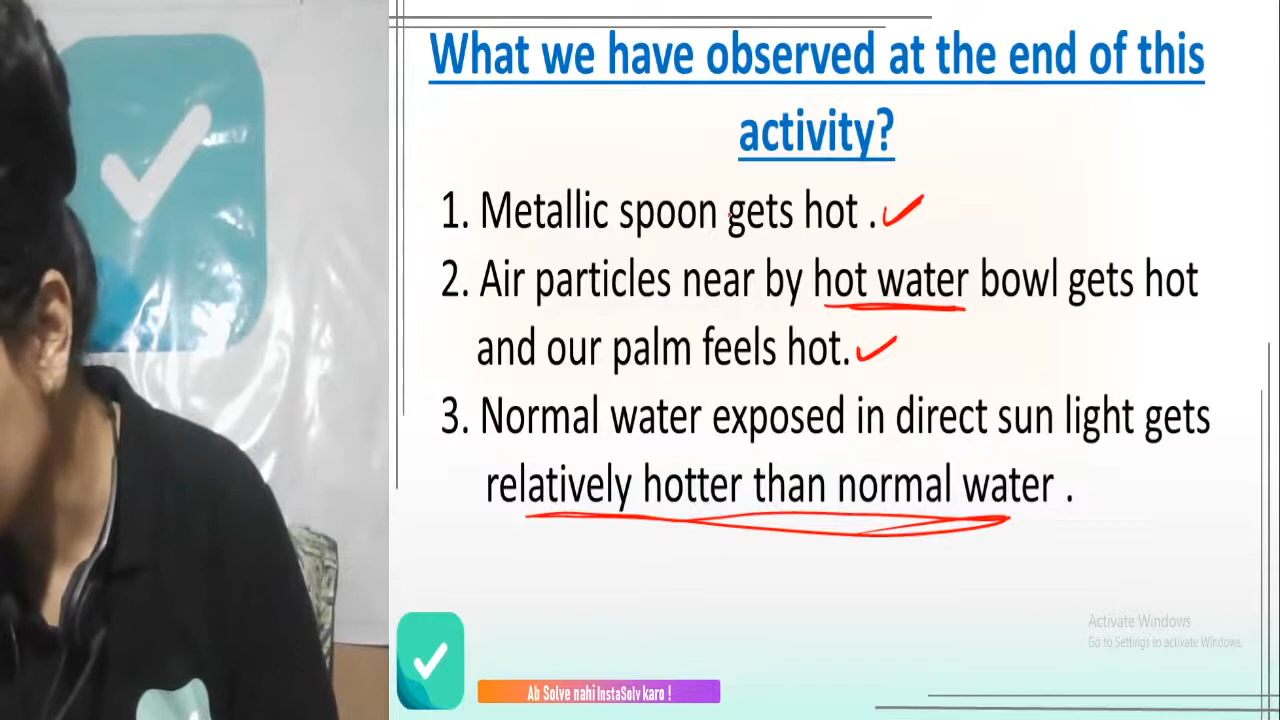 What we have observed at the end of this
activity?
1. Metallic spoon gets hot .
2. Air particles near by hot water bowl gets hot
and our palm feels hot.
3. Normal water exposed in direct sun light gets
relatively hotter than normal water .
Activate Windows
Go to Settings to activate Windows.
Ab Solve nahi InstaSolv karo !